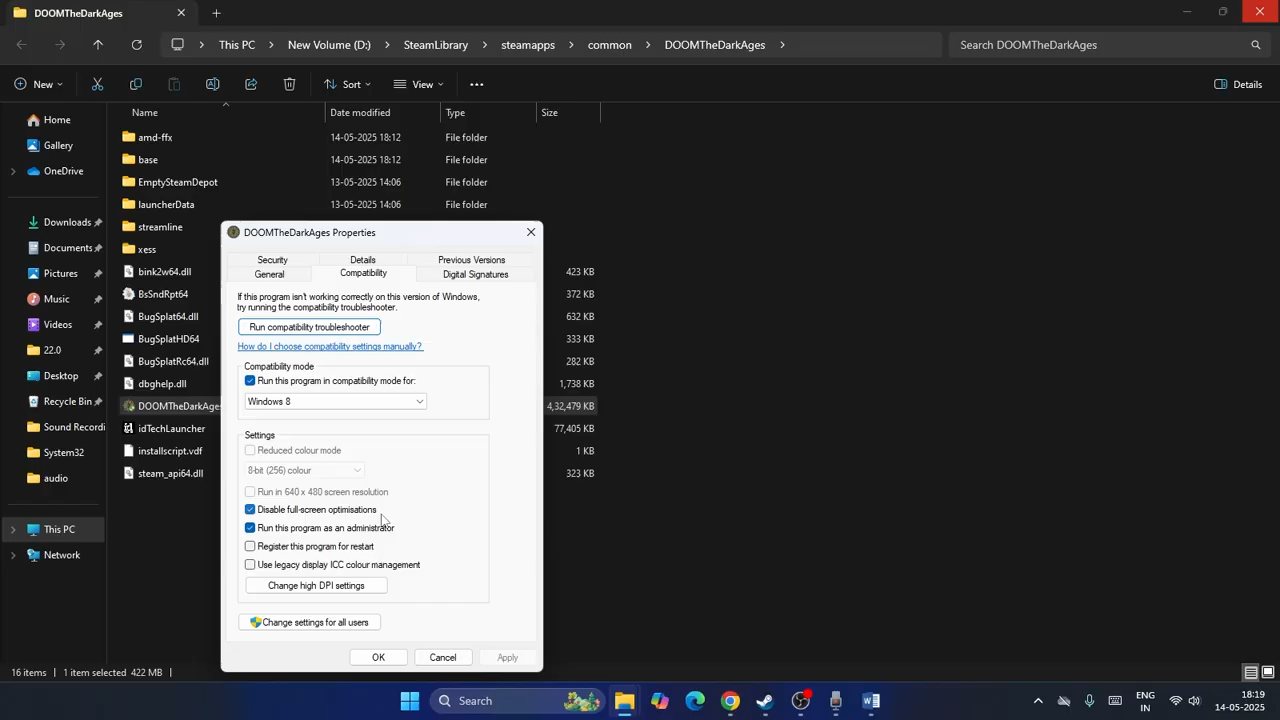 DOOMTheDarkAges
This PC > New Volume (D:) > SteamLibrary > steamapps > common > DOOMTheDarkAges >
Search DOOMTheDarkAges
New
Sort
View
Details
Name Date modified Type Size
Home
Gallery
OneDrive
Downloads
Documents
Pictures
Music
Videos
22.0
Desktop
Recycle Bin
Sound Recordi
System32
audio
This PC
Network
amd-ffx 14-05-2025 18:12 File folder
base 14-05-2025 18:12 File folder
EmptySteamDepot 13-05-2025 14:06 File folder
launcherData 13-05-2025 14:06 File folder
streamline
xess
bink2w64.dll 423 KB
BsSndRpt64 372 KB
BugSplat64.dll 632 KB
BugSplatHD64 333 KB
BugSplatRc64.dll 282 KB
dbghelp.dll 1,738 KB
DOOMTheDarkAges 4,32,479 KB
idTechLauncher 77,405 KB
installscript.vdf 1 KB
steam_api64.dll 323 KB
DOOMTheDarkAges Properties
Security Details Previous Versions
General Compatibility Digital Signatures
If this program isn't working correctly on this version of Windows,
try running the compatibility troubleshooter.
Run compatibility troubleshooter
How do I choose compatibility settings manually?
Compatibility mode
Run this program in compatibility mode for:
Windows 8
Settings
Reduced colour mode
8-bit (256) colour
Run in 640 x 480 screen resolution
Disable full-screen optimisations
Run this program as an administrator
Register this program for restart
Use legacy display ICC colour management
Change high DPI settings
Change settings for all users
OK Cancel Apply
16 items 1 item selected 422 MB
Search
ENG
IN
18:19
14-05-2025